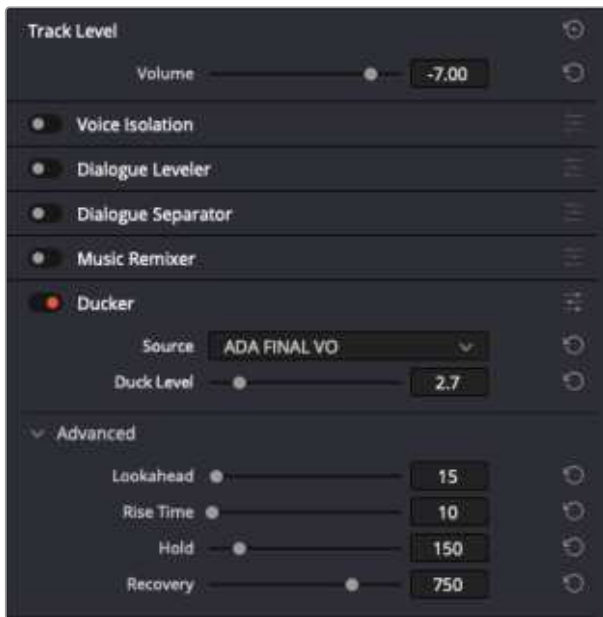 Track Level
Volume -7.00
Voice Isolation
Dialogue Leveler
Dialogue Separator
Music Remixer
Ducker
Source ADA FINAL VO
Duck Level 2.7
Advanced
Lookahead 15
Rise Time 10
Hold 150
Recovery 750